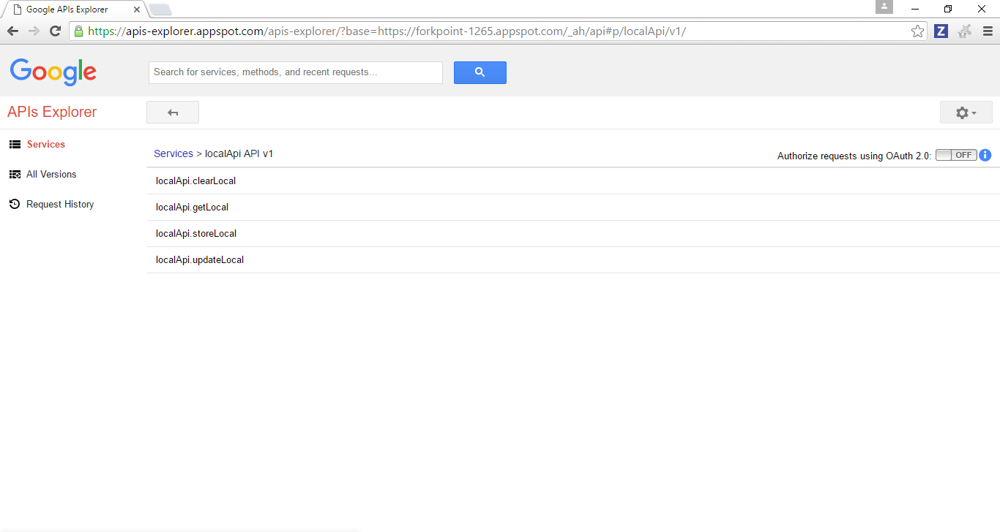 Google APIs Explorer
https://apis-explorer.appspot.com/apis-explorer/?base=https://forkpoint-1265.appspot.com/_ah/api#p/localApi/v1/
Z
Google
Search for services, methods, and recent requests...
APIs Explorer
Services
All Versions
Request History
Services > localApi API v1
Authorize requests using OAuth 2.0: OFF i
localApi.clearLocal
localApi.getLocal
localApi.storeLocal
localApi.updateLocal